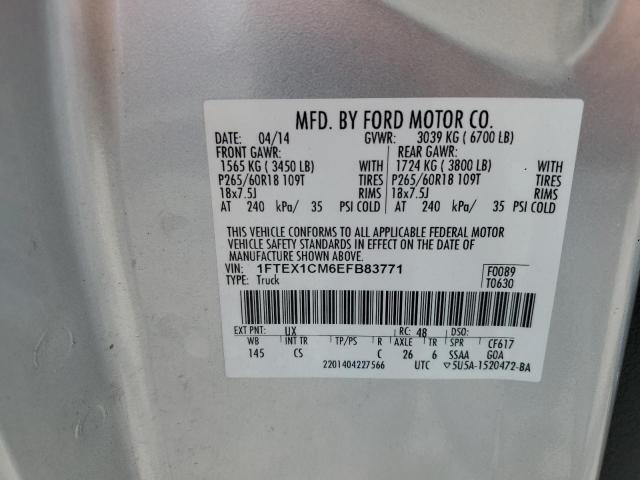 MFD. BY FORD MOTOR CO.
DATE: 04/14 GVWR: 3039 KG ( 6700 LB)
FRONT GAWR: REAR GAWR:
1565 KG ( 3450 LB) WITH 1724 KG ( 3800 LB) WITH
P265/60R18 109T TIRES P265/60R18 109T TIRES
18x7.5J RIMS 18x7.5J RIMS
AT 240 kPa/ 35 PSI COLD AT 240 kPa/ 35 PSI COLD
THIS VEHICLE CONFORMS TO ALL APPLICABLE FEDERAL MOTOR
VEHICLE SAFETY STANDARDS IN EFFECT ON THE DATE OF
MANUFACTURE SHOWN ABOVE.
VIN: 1FTEX1CM6EFB83771 F0089
TYPE: Truck T0630
EXT PNT: UX RC: 48 DSO:
WB INT TR TP/PS R AXLE TR SPR CF617
145 CS C 26 6 SSAA GOA
2201404227566 UTC ▽5U5A-1520472-BA